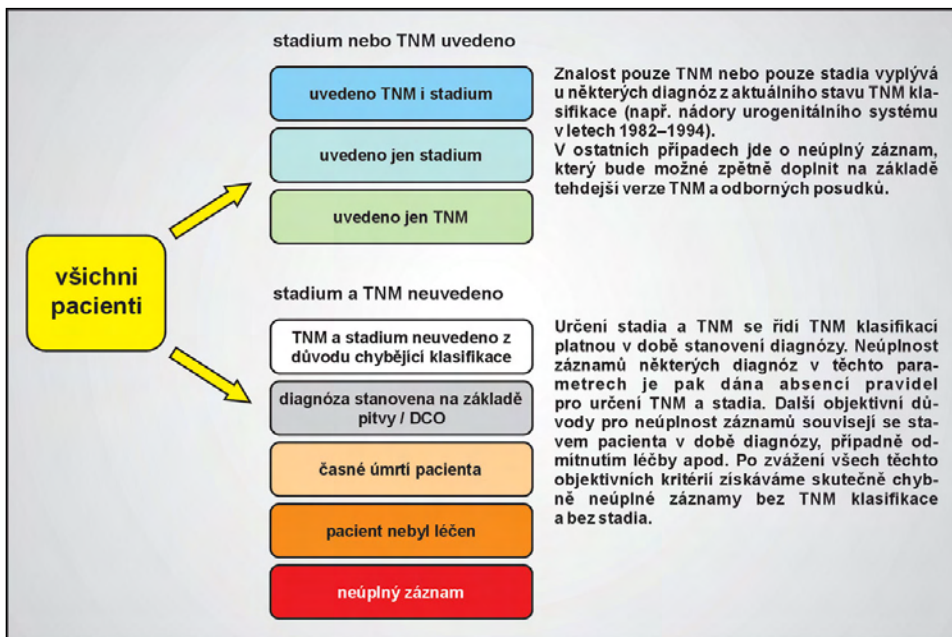 stadium nebo TNM uvedeno
uvedeno TNM i stadium
uvedeno jen stadium
uvedeno jen TNM
Znalost pouze TNM nebo pouze stadia vyplývá
u některých diagnóz z aktuálního stavu TNM kla-
sifikace (např. nádory urogenitálního systému
v letech 1982–1994).
V ostatních případech jde o neúplný záznam,
který bude možné zpětně doplnit na základě
tehdejší verze TNM a odborných posudků.
všichni
pacienti
stadium a TNM neuvedeno
TNM a stadium neuvedeno z
důvodu chybějící klasifikace
diagnóza stanovena na základě
pitvy / DCO
časné úmrtí pacienta
pacient nebyl léčen
neúplný záznam
Určení stadia a TNM se řídí TNM klasifikací
platnou v době stanovení diagnózy. Neúplnost
záznamů některých diagnóz v těchto para-
metrech je pak dána absencí pravidel
pro určení TNM a stadia. Další objektivní dů-
vody pro neúplnost záznamů souvisejí se sta-
vem pacienta v době diagnózy, případně od-
mítnutím léčby apod. Po zvážení všech těchto
objektivních kritérií získáváme skutečně chyb-
ně neúplné záznamy bez TNM klasifikace
a bez stadia.